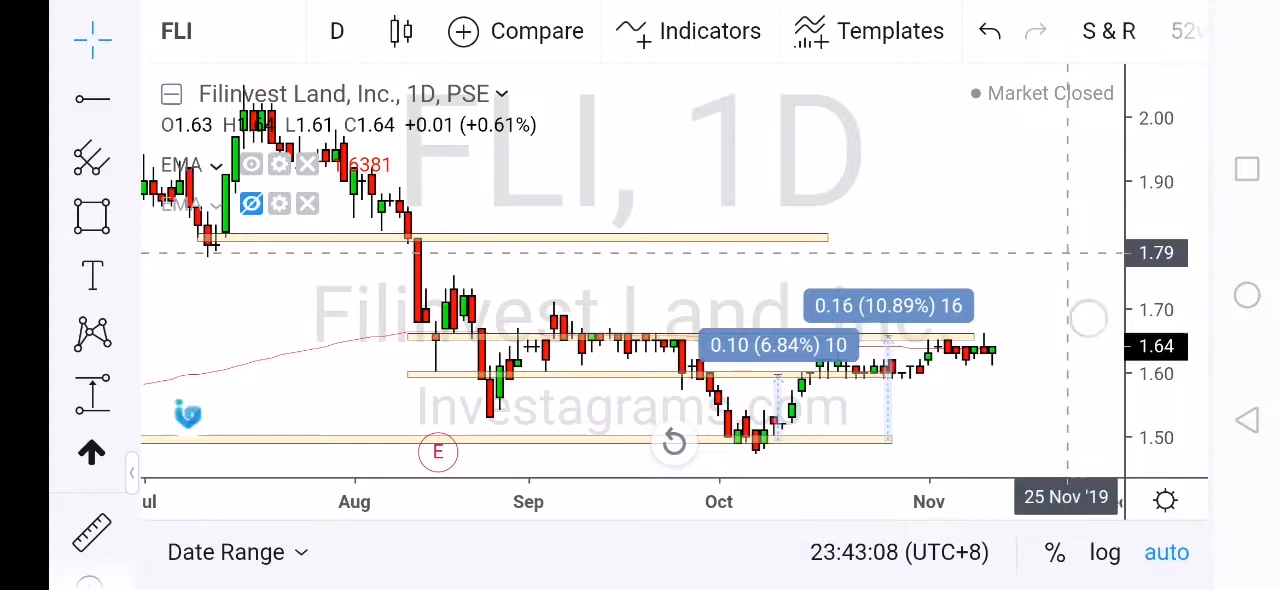 FLI D Compare Indicators Templates S & R 52w
FLI, 1D
Filinvest Land, Inc., 1D, PSE
Market Closed
O1.63 H1.64 L1.61 C1.64 +0.01 (+0.61%)
EMA 6381
EMA
2.00
1.90
1.79
1.70
1.64
1.60
1.50
Filinvest Land, Inc.
0.16 (10.89%) 16
0.10 (6.84%) 10
Investagrams.com
E
Aug Sep Oct Nov 25 Nov '19
Date Range 23:43:08 (UTC+8) % log auto